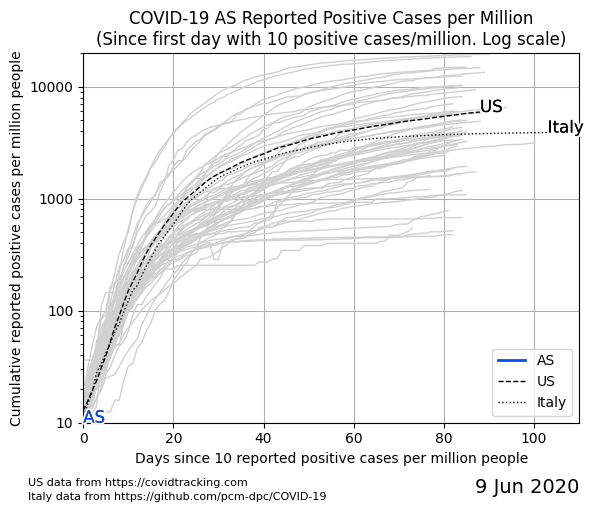 COVID-19 AS Reported Positive Cases per Million
(Since first day with 10 positive cases/million. Log scale)
Cumulative reported positive cases per million people
10000
1000
100
10
US
Italy
AS
AS
US
Italy
0 20 40 60 80 100
Days since 10 reported positive cases per million people
US data from https://covidtracking.com
Italy data from https://github.com/pcm-dpc/COVID-19
9 Jun 2020